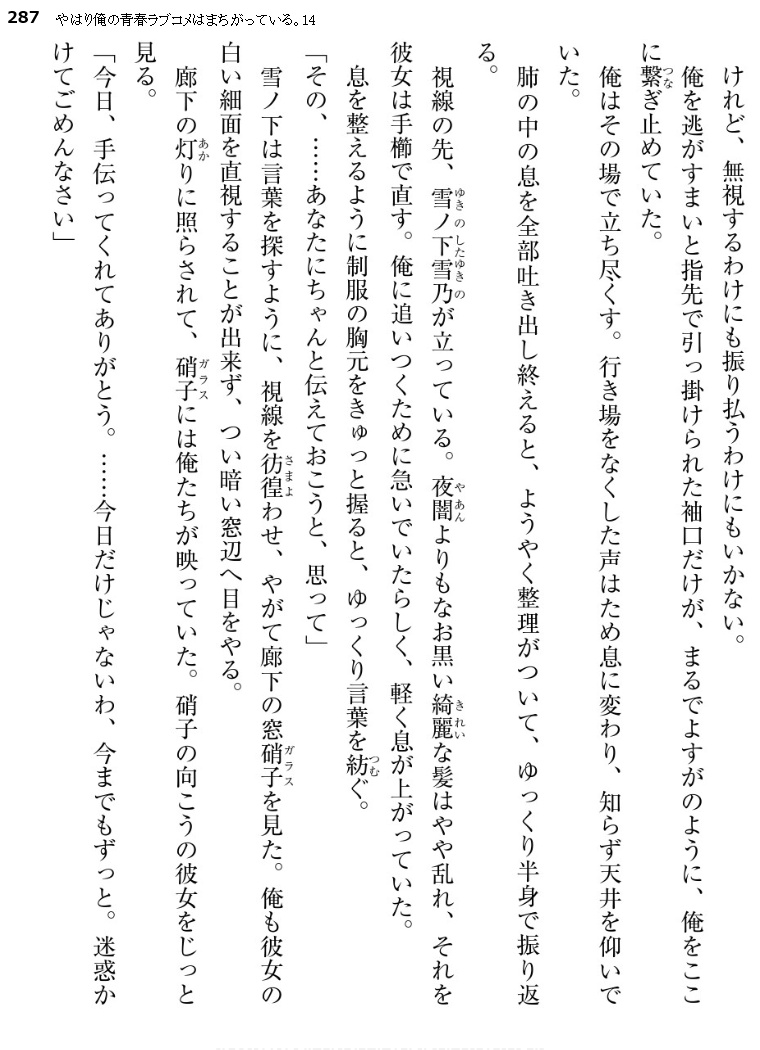 287 やはり俺の青春ラブコメはまちがっている。14
けれど、無視するわけにも振り払うわけにもいかない。
俺を逃がすまいと指先で引っ掛けられた袖口だけが、まるでよすがのように、俺をここ
に繋ぎ止めていた。
俺はその場で立ち尽くす。行き場をなくした声はため息に変わり、知らず天井を仰いで
いた。
肺の中の息を全部吐き出し終えると、ようやく整理がついて、ゆっくり半身で振り返
る。
視線の先、雪ノ下雪乃が立っている。夜闇よりもなお黒い綺麗な髪はやや乱れ、それを
彼女は手櫛で直す。俺に追いつくために急いでいたらしく、軽く息が上がっていた。
息を整えるように制服の胸元をきゅっと握ると、ゆっくり言葉を紡ぐ。
「その、……あなたにちゃんと伝えておこうと、思って」
雪ノ下は言葉を探すように、視線を彷徨わせ、やがて廊下の窓硝子を見た。俺も彼女の
白い細面を直視することが出来ず、つい暗い窓辺へ目をやる。
廊下の灯りに照らされて、硝子には俺たちが映っていた。硝子の向こうの彼女をじっと
見る。
「今日、手伝ってくれてありがとう。……今日だけじゃないわ、今までもずっと。迷惑か
けてごめんなさい」